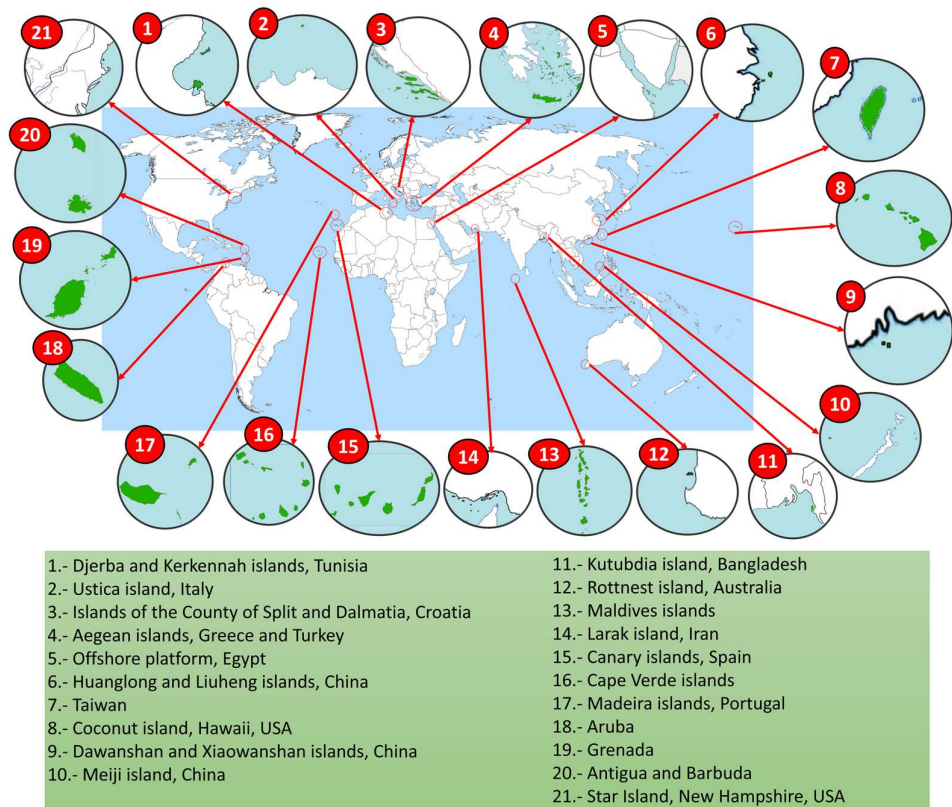 21
1
2
3
4
5
6
7
20
8
19
9
18
10
17
16
15
14
13
12
11
1.- Djerba and Kerkennah islands, Tunisia
2.- Ustica island, Italy
3.- Islands of the County of Split and Dalmatia, Croatia
4.- Aegean islands, Greece and Turkey
5.- Offshore platform, Egypt
6.- Huanglong and Liuheng islands, China
7.- Taiwan
8.- Coconut island, Hawaii, USA
9.- Dawanshan and Xiaowanshan islands, China
10.- Meiji island, China
11.- Kutubdia island, Bangladesh
12.- Rottnest island, Australia
13.- Maldives islands
14.- Larak island, Iran
15.- Canary islands, Spain
16.- Cape Verde islands
17.- Madeira islands, Portugal
18.- Aruba
19.- Grenada
20.- Antigua and Barbuda
21.- Star Island, New Hampshire, USA